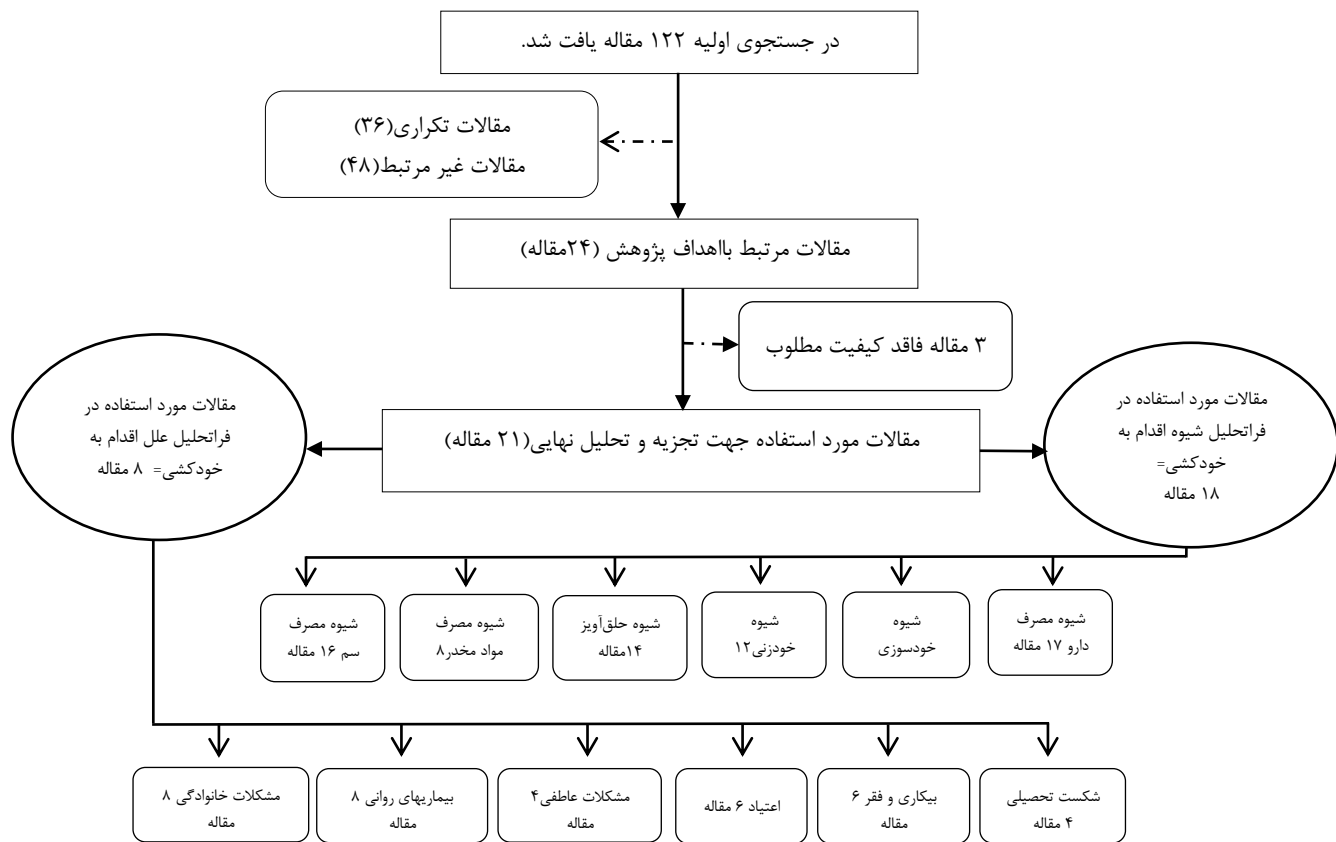 در جستجوی اولیه ۱۲۲ مقاله یافت شد.
مقالات تکراری(۳۶)
مقالات غیر مرتبط(۴۸)
مقالات مرتبط بااهداف پژوهش (۲۴مقاله)
۳ مقاله فاقد کیفیت مطلوب
مقالات مورد استفاده در
فراتحلیل شیوه اقدام به
خودکشی=
۱۸ مقاله
مقالات مورد استفاده جهت تجزیه و تحلیل نهایی(۲۱ مقاله)
مقالات مورد استفاده در
فراتحلیل علل اقدام به
خودکشی= ۸ مقاله
شیوه مصرف
دارو ۱۷ مقاله
شیوه
خودسوزی
شیوه
خودزنی۱۲
شیوه حلق‌آویز
۱۴مقاله
شیوه مصرف
مواد مخدر۸
شیوه مصرف
سم ۱۶ مقاله
شکست تحصیلی
۴ مقاله
بیکاری و فقر ۶
مقاله
اعتیاد ۶ مقاله
مشکلات عاطفی۴
مقاله
بیماریهای روانی ۸
مقاله
مشکلات خانوادگی ۸
مقاله